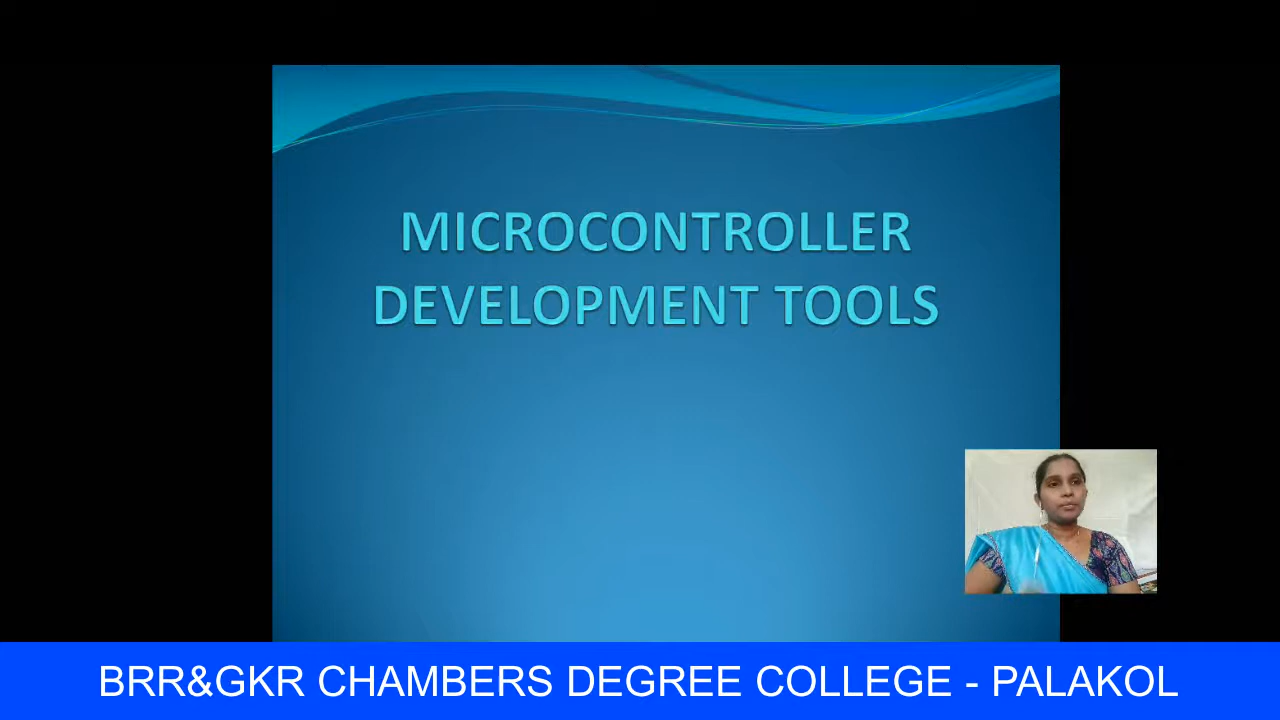 MICROCONTROLLER
DEVELOPMENT TOOLS
BRR&GKR CHAMBERS DEGREE COLLEGE - PALAKOL